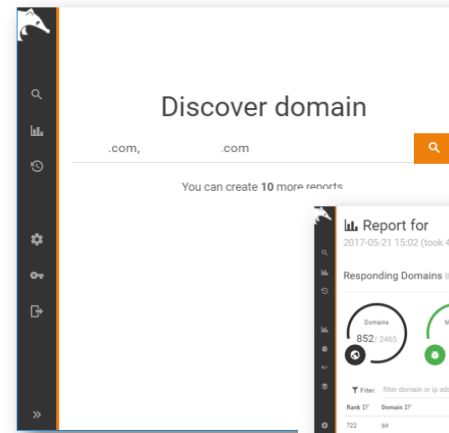 Discover domain
.com, .com
You can create 10 more reports
Report for
2017-05-21 15:02 (took 4
Responding Domains 8
Domains
852/ 2465
Filter: filter domain or ip add
Rank Domain
722 bit